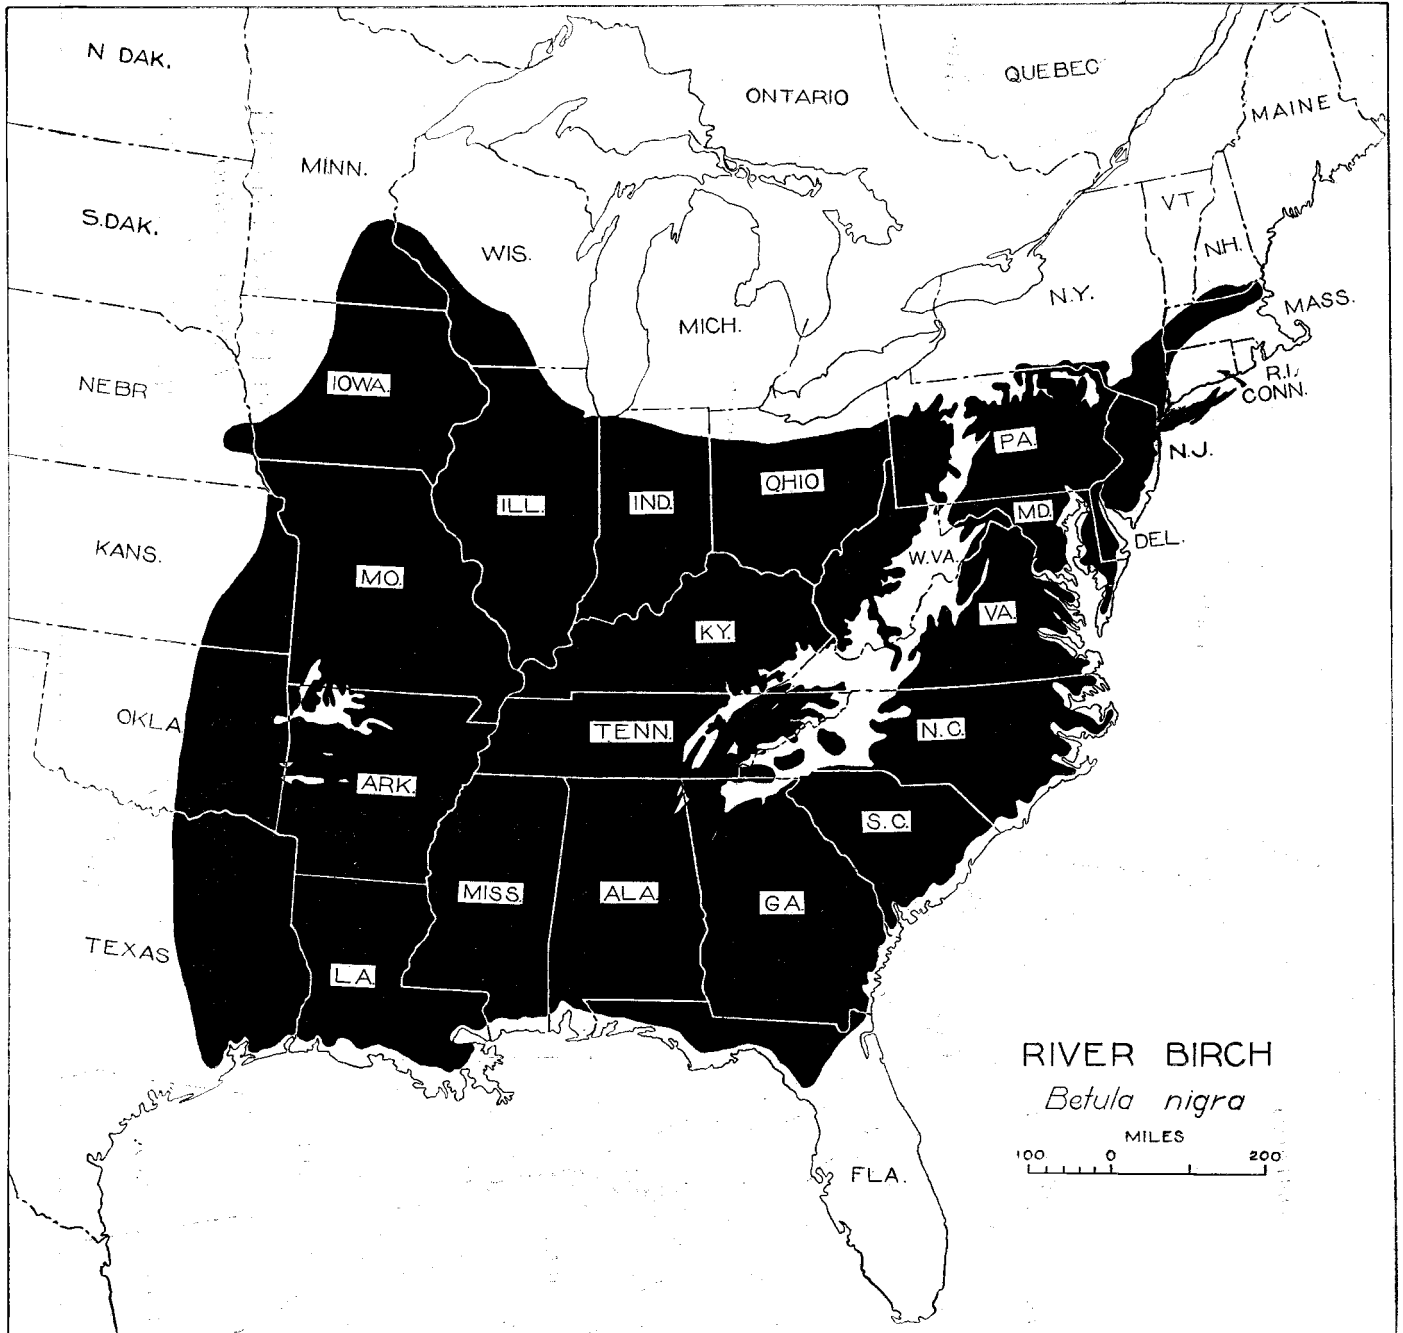 N DAK.
MINN.
ONTARIO
QUEBEC
MAINE
S.DAK.
WIS.
VT
NH.
N.Y.
MASS.
MICH.
NEBR
IOWA.
R.I.
CONN.
PA.
N.J.
OHIO
ILL.
IND.
MD.
DEL.
KANS.
W.VA.
MO.
VA.
KY.
OKLA
TENN.
N.C.
ARK.
S.C.
MISS.
ALA.
GA.
TEXAS
LA.
RIVER BIRCH
Betula nigra
MILES
100 0 200
FLA.